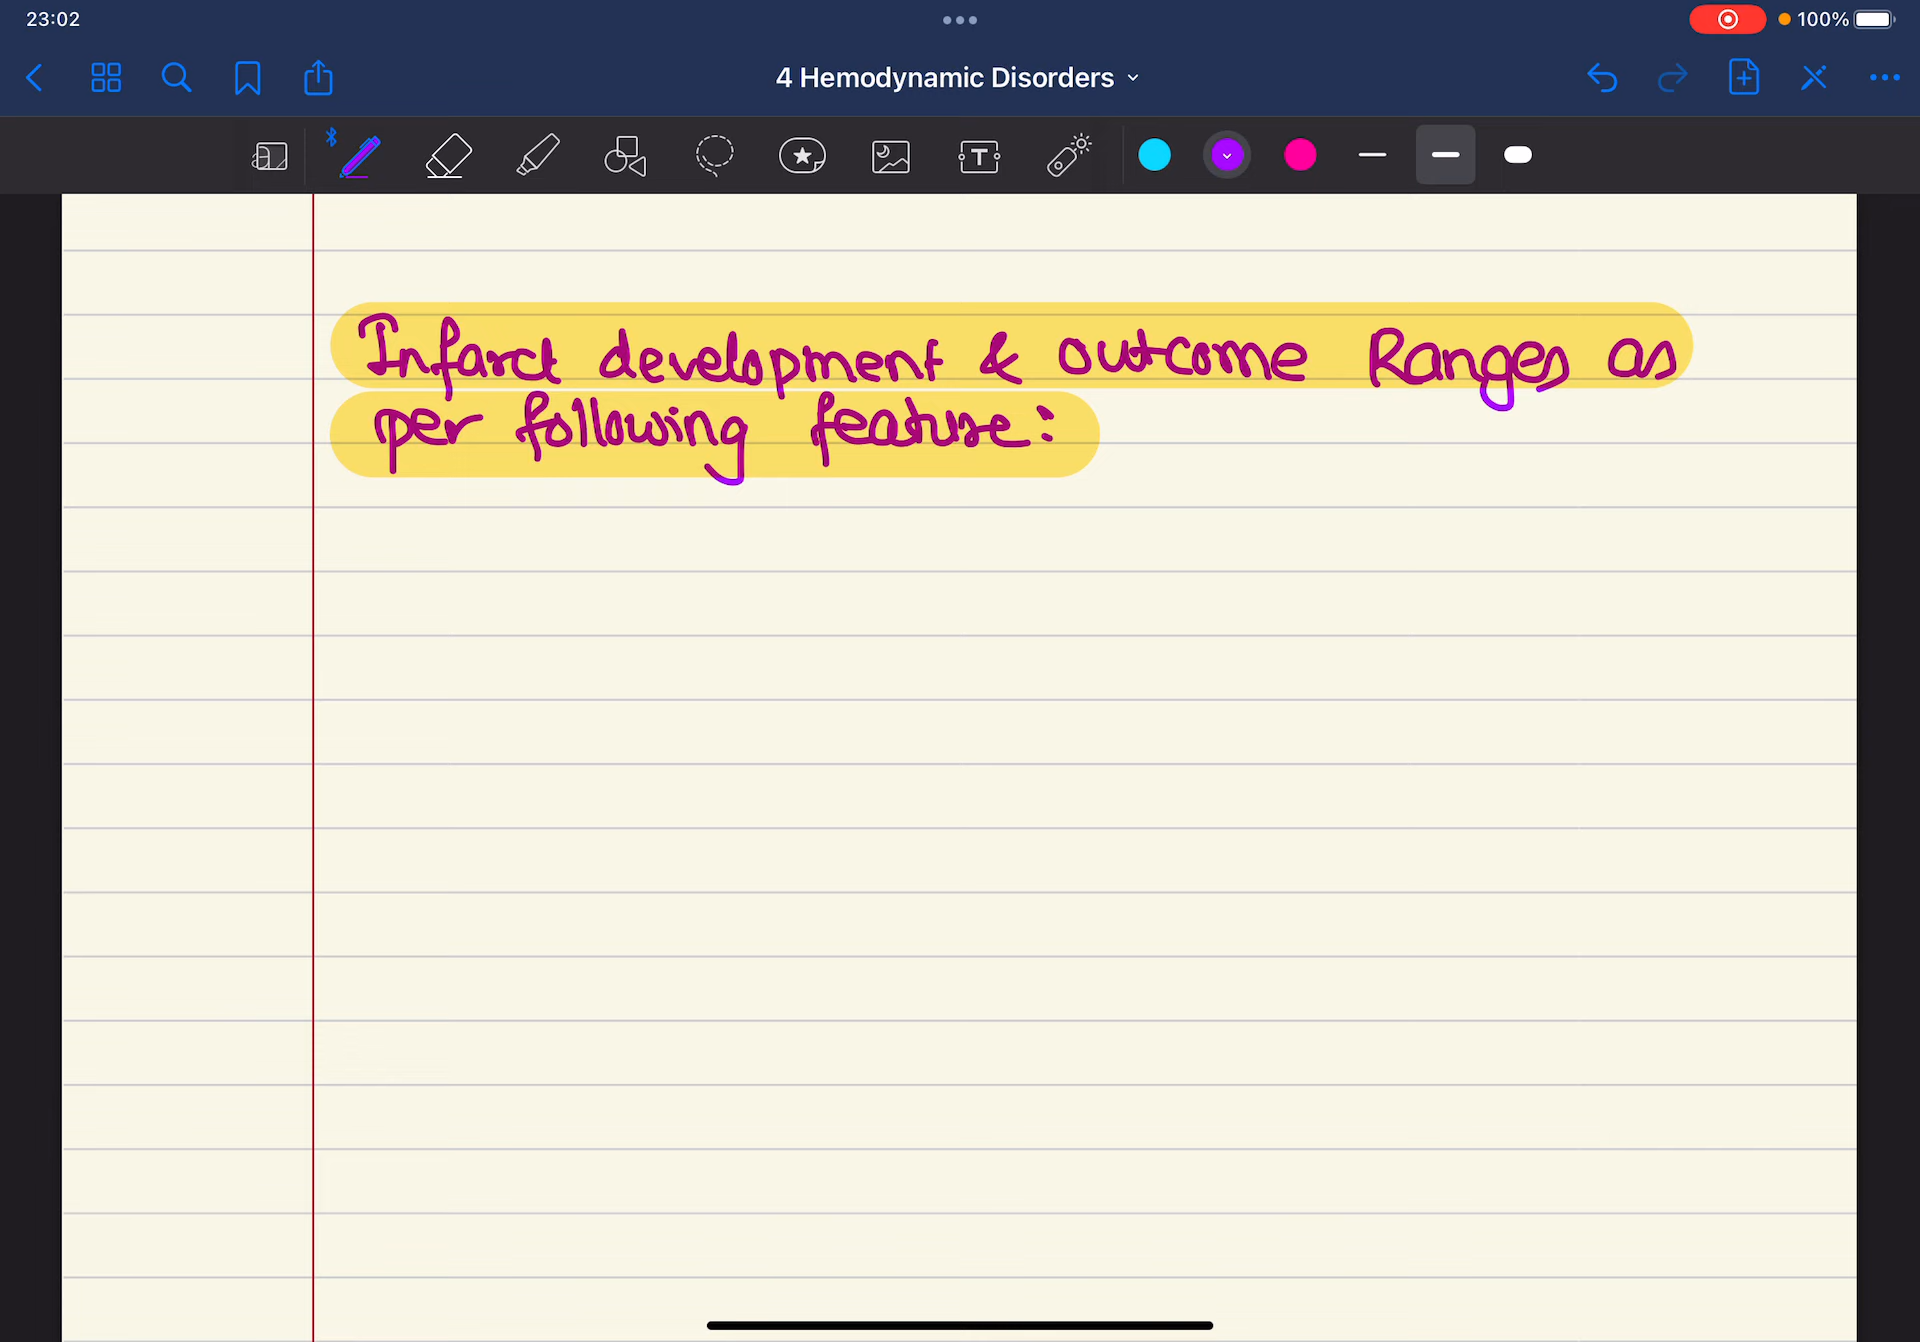 23:02
100%
4 Hemodynamic Disorders
Infarct development & outcome Ranges as
per following feature: